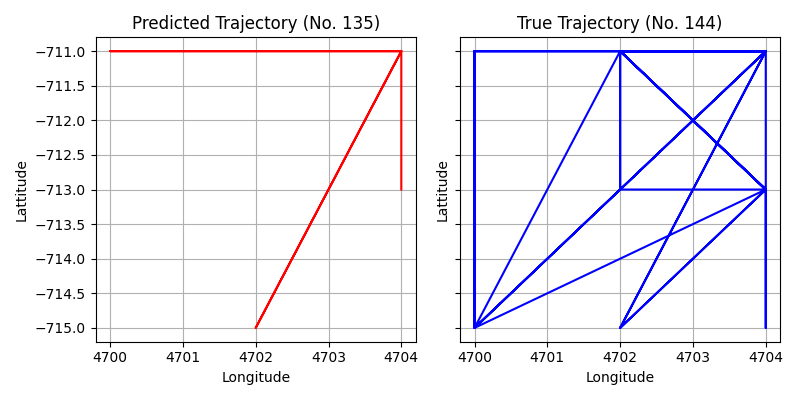 Predicted Trajectory (No. 135)
True Trajectory (No. 144)
−711.0
−711.5
−712.0
−712.5
−713.0
−713.5
−714.0
−714.5
−715.0
Lattitude
Lattitude
4700 4701 4702 4703 4704
4700 4701 4702 4703 4704
Longitude
Longitude